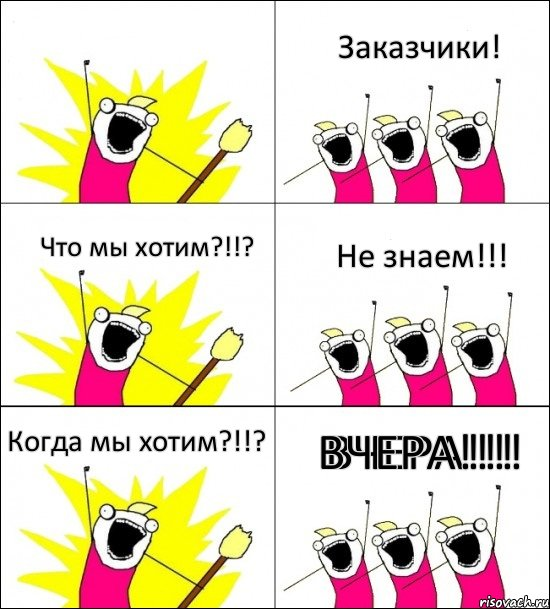 Заказчики!
Что мы хотим?!!?
Не знаем!!!
Когда мы хотим?!!?
ВЧЕРА!!!!!!!
risovach.ru